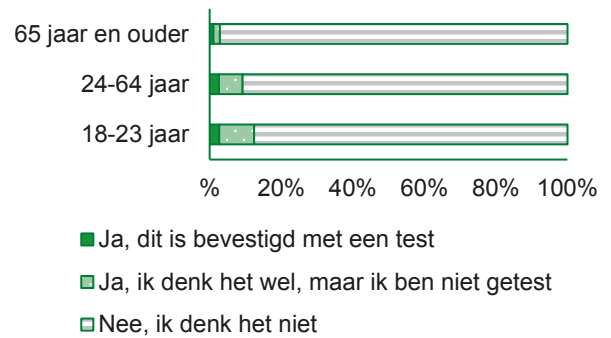 65 jaar en ouder
24-64 jaar
18-23 jaar
% 20% 40% 60% 80% 100%
Ja, dit is bevestigd met een test
Ja, ik denk het wel, maar ik ben niet getest
Nee, ik denk het niet